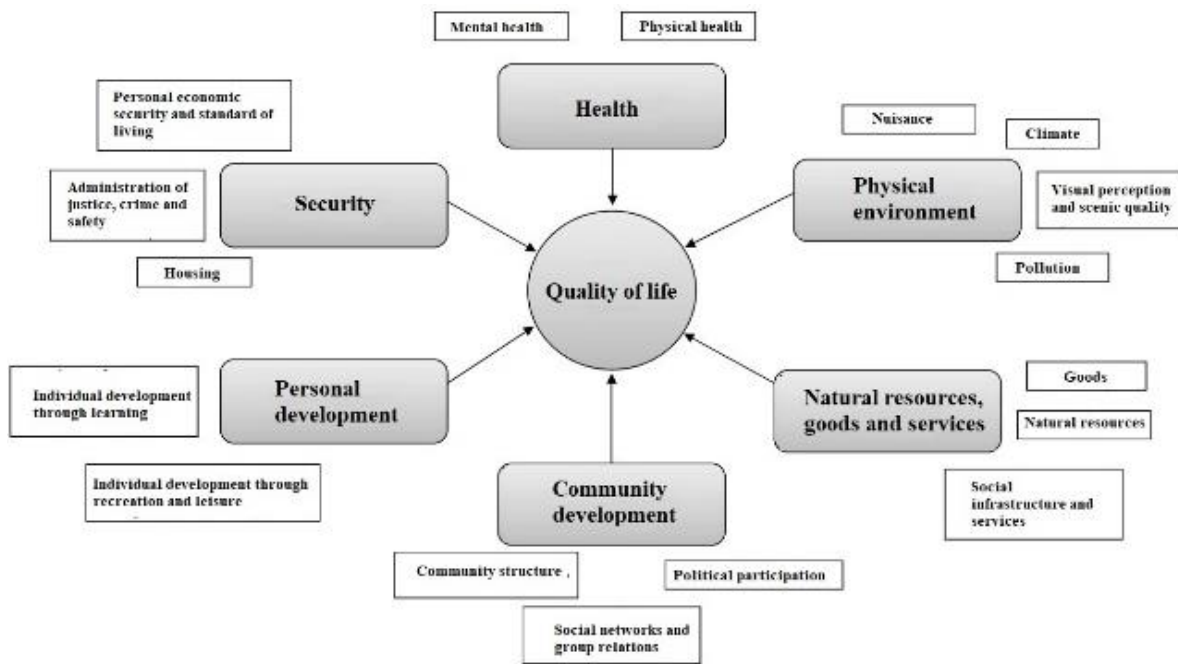 Mental health
Physical health
Health
Personal economic
security and standard of
living
Administration of
justice, crime and
safety
Housing
Security
Nuisance
Climate
Physical
environment
Visual perception
and scenic quality
Pollution
Quality of life
Individual development
through learning
Personal
development
Individual development through
recreation and leisure
Natural resources,
goods and services
Goods
Natural resources
Social
infrastructure and
services
Community
development
Community structure
Political participation
Social networks and
group relations